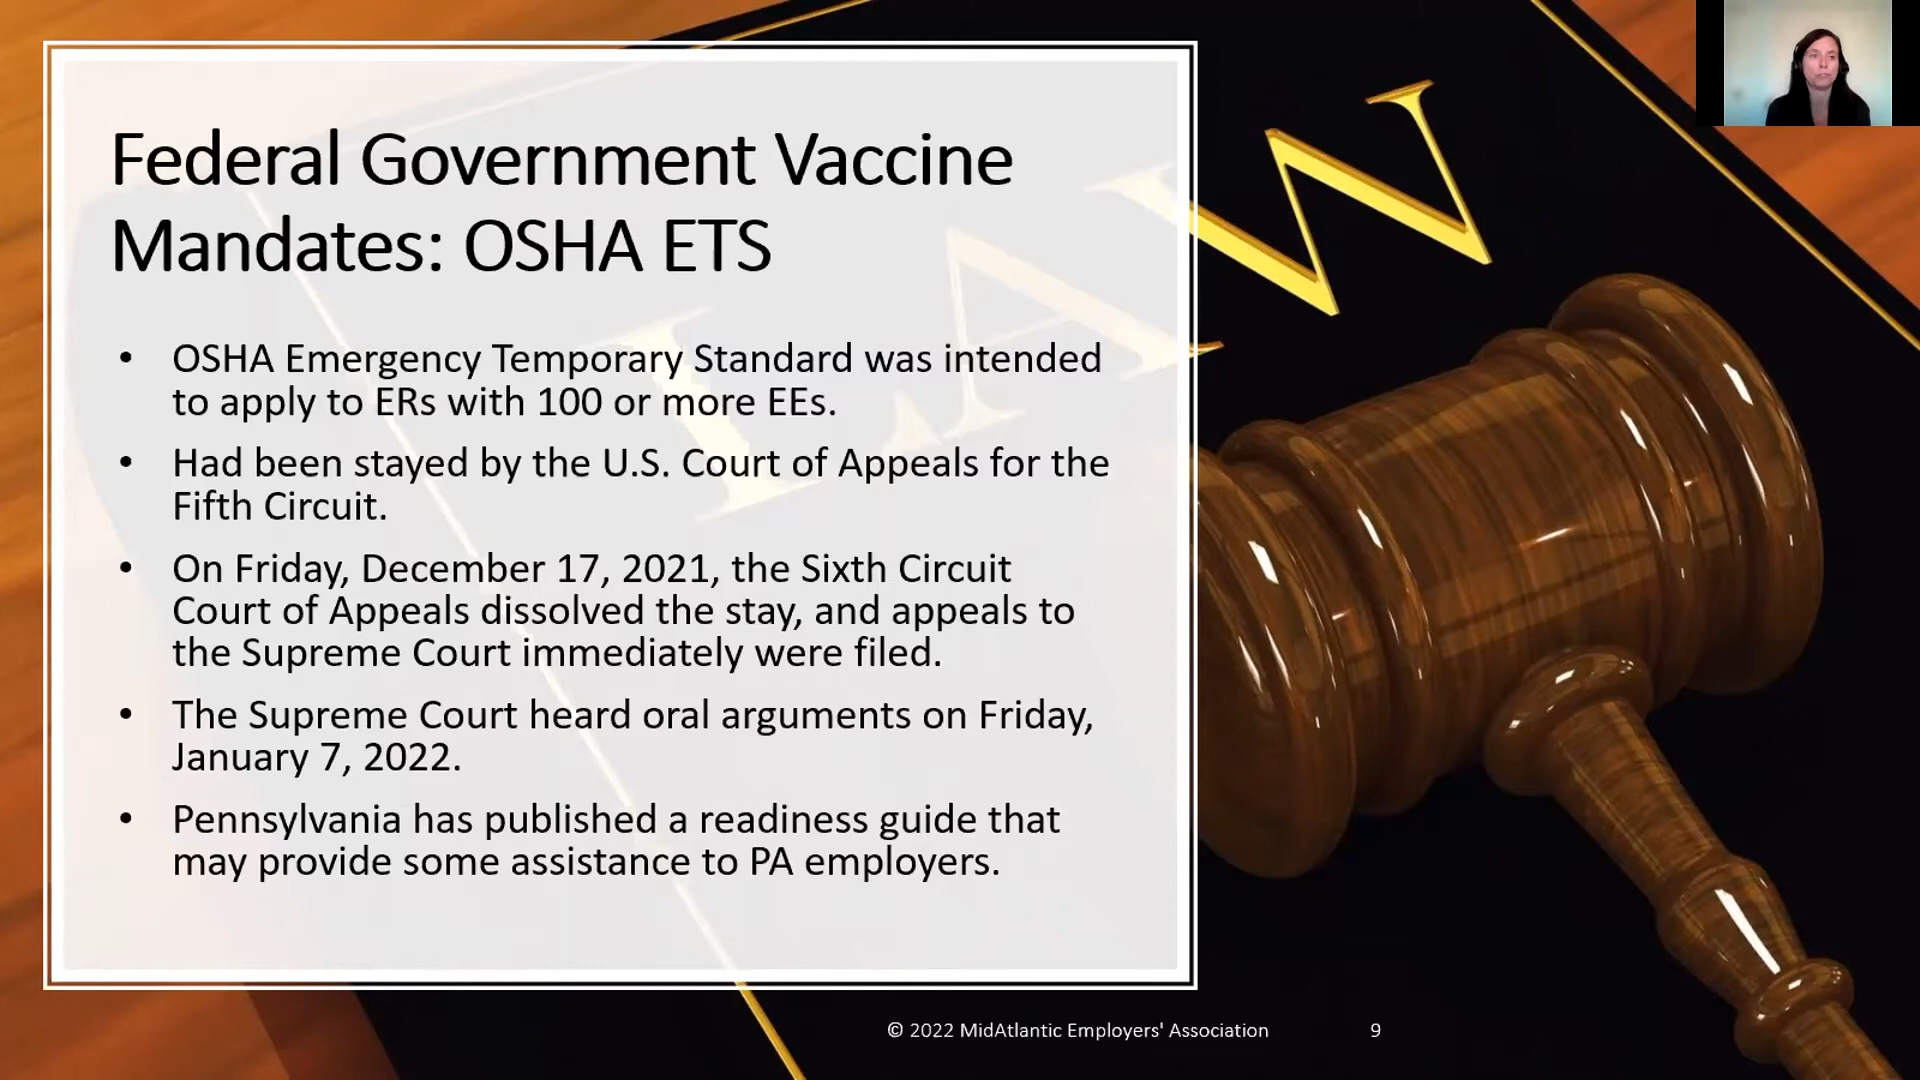 Federal Government Vaccine
Mandates: OSHA ETS
• OSHA Emergency Temporary Standard was intended
to apply to ERs with 100 or more EEs.
• Had been stayed by the U.S. Court of Appeals for the
Fifth Circuit.
• On Friday, December 17, 2021, the Sixth Circuit
Court of Appeals dissolved the stay, and appeals to
the Supreme Court immediately were filed.
• The Supreme Court heard oral arguments on Friday,
January 7, 2022.
• Pennsylvania has published a readiness guide that
may provide some assistance to PA employers.
LAW
© 2022 MidAtlantic Employers' Association
9